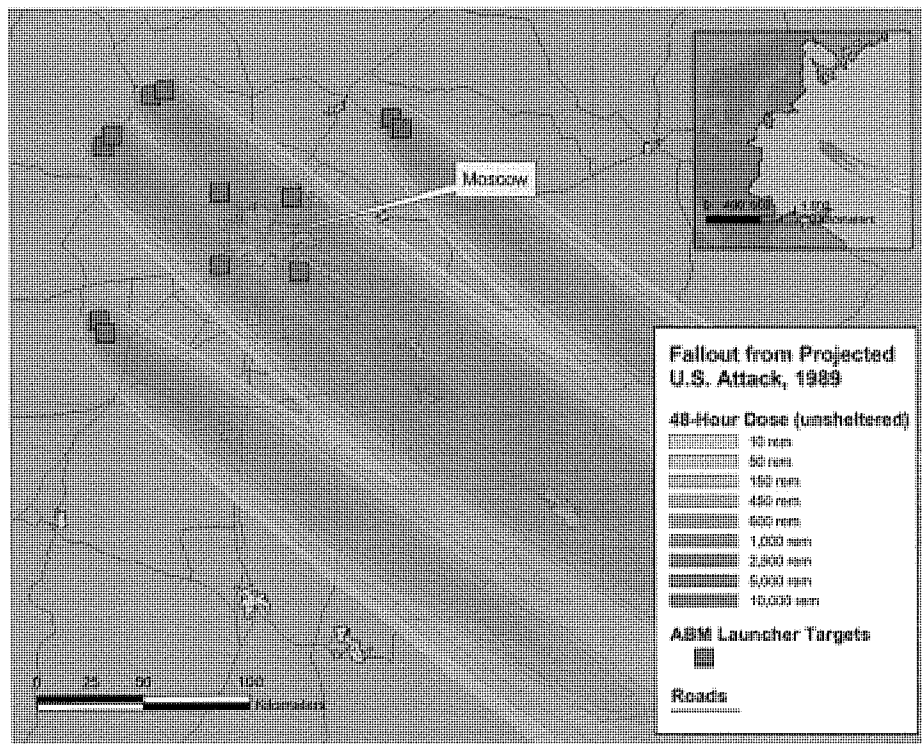 Moscow
Fallout from Projected
U.S. Attack, 1989
48-Hour Dose (unsheltered)
10 rem
50 rem
150 rem
450 rem
600 rem
1,000 rem
2,500 rem
5,000 rem
10,000 rem
ABM Launcher Targets
Roads
0 25 50 100
Kilometers